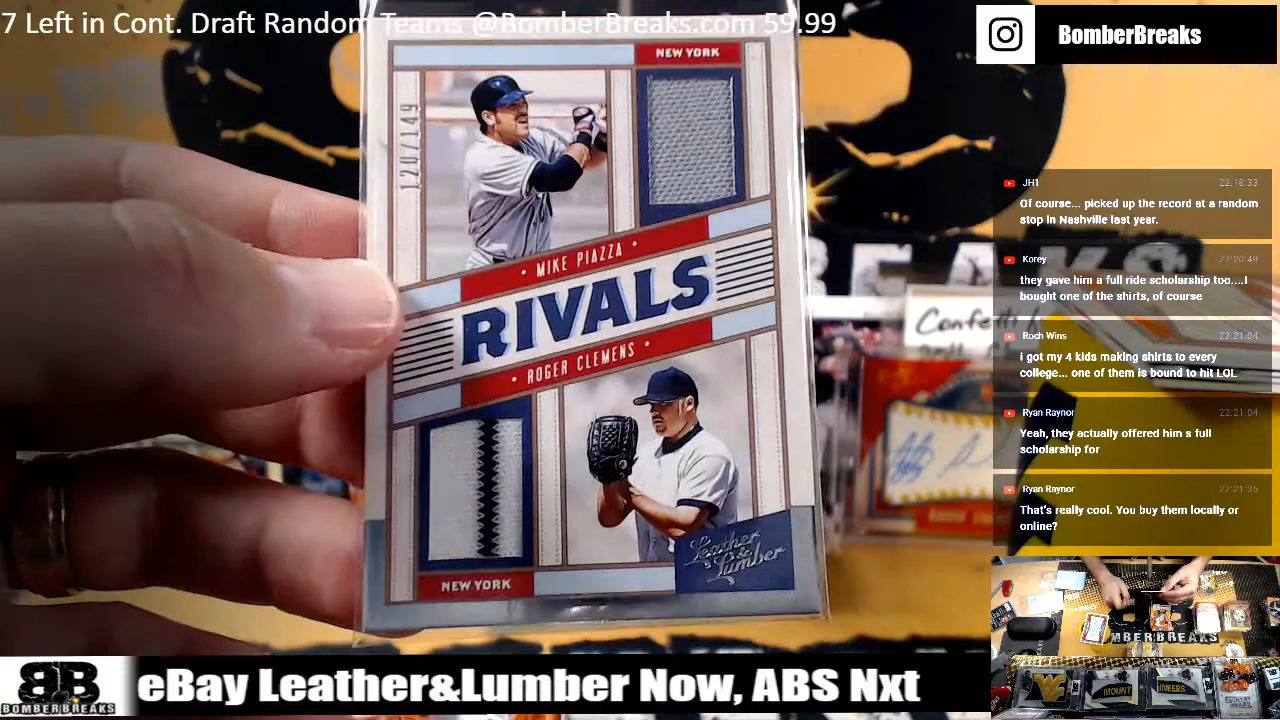 7 Left in Cont. Draft Random Teams @BomberBreaks.com 59.99
BomberBreaks
NEW YORK
120/149
• MIKE PIAZZA •
RIVALS
• ROGER CLEMENS •
Leather
&
Lumber
NEW YORK
JH1 22:18:33
Of course... picked up the record at a random
stop in Nashville last year.
Korey 22:20:49
they gave him a full ride scholarship too....I
bought one of the shirts, of course
Roch Wins 22:21:04
i got my 4 kids making shirts to every
college... one of them is bound to hit LOL
Ryan Raynor 22:21:04
Yeah, they actually offered him s full
scholarship for
Ryan Raynor 22:21:35
That's really cool. You buy them locally or
online?
MBERBREAKS
MOUNT
INEERS
BB
BOMBERBREAKS
eBay Leather&Lumber Now, ABS Nxt